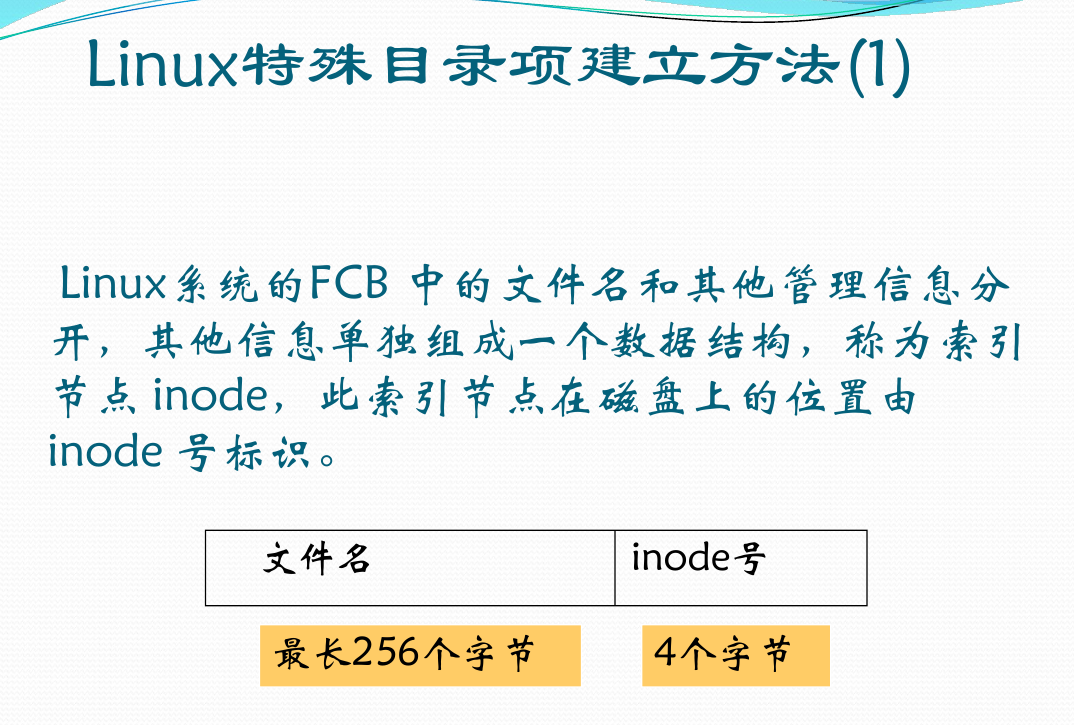 Linux特殊目录项建立方法(1)
Linux系统的FCB 中的文件名和其他管理信息分
开，其他信息单独组成一个数据结构，称为索引
节点 inode，此索引节点在磁盘上的位置由
inode 号标识。
文件名 inode号
最长256个字节 4个字节